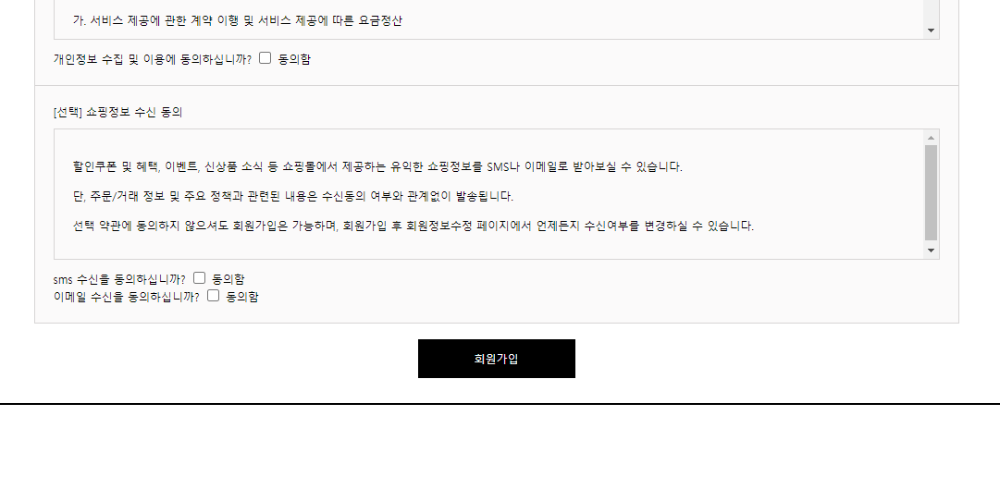 가. 서비스 제공에 관한 계약 이행 및 서비스 제공에 따른 요금정산
개인정보 수집 및 이용에 동의하십니까? 동의함
[선택] 쇼핑정보 수신 동의
할인쿠폰 및 혜택, 이벤트, 신상품 소식 등 쇼핑몰에서 제공하는 유익한 쇼핑정보를 SMS나 이메일로 받아보실 수 있습니다.
단, 주문/거래 정보 및 주요 정책과 관련된 내용은 수신동의 여부와 관계없이 발송됩니다.
선택 약관에 동의하지 않으셔도 회원가입은 가능하며, 회원가입 후 회원정보수정 페이지에서 언제든지 수신여부를 변경하실 수 있습니다.
sms 수신을 동의하십니까? 동의함
이메일 수신을 동의하십니까? 동의함
회원가입